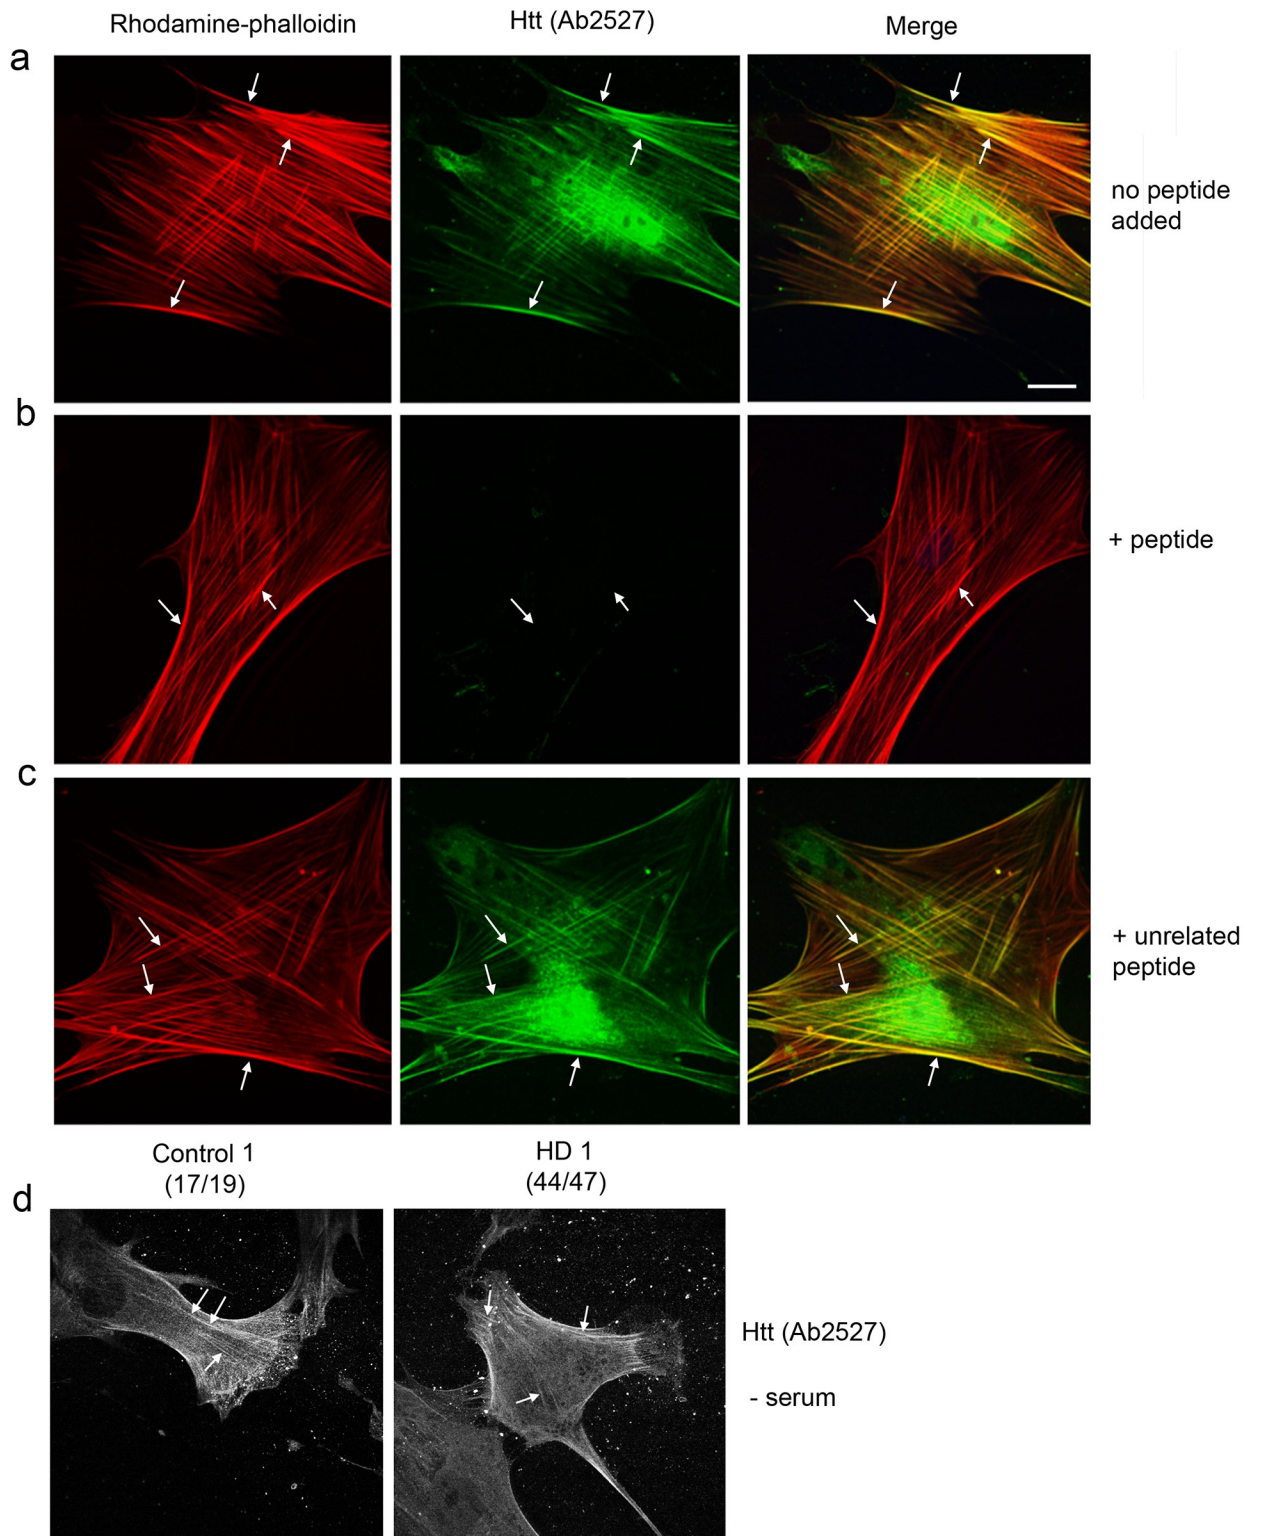 Rhodamine-phalloidin
Htt (Ab2527)
Merge
a
no peptide
added
b
+ peptide
c
+ unrelated
peptide
Control 1
(17/19)
HD 1
(44/47)
d
Htt (Ab2527)
- serum